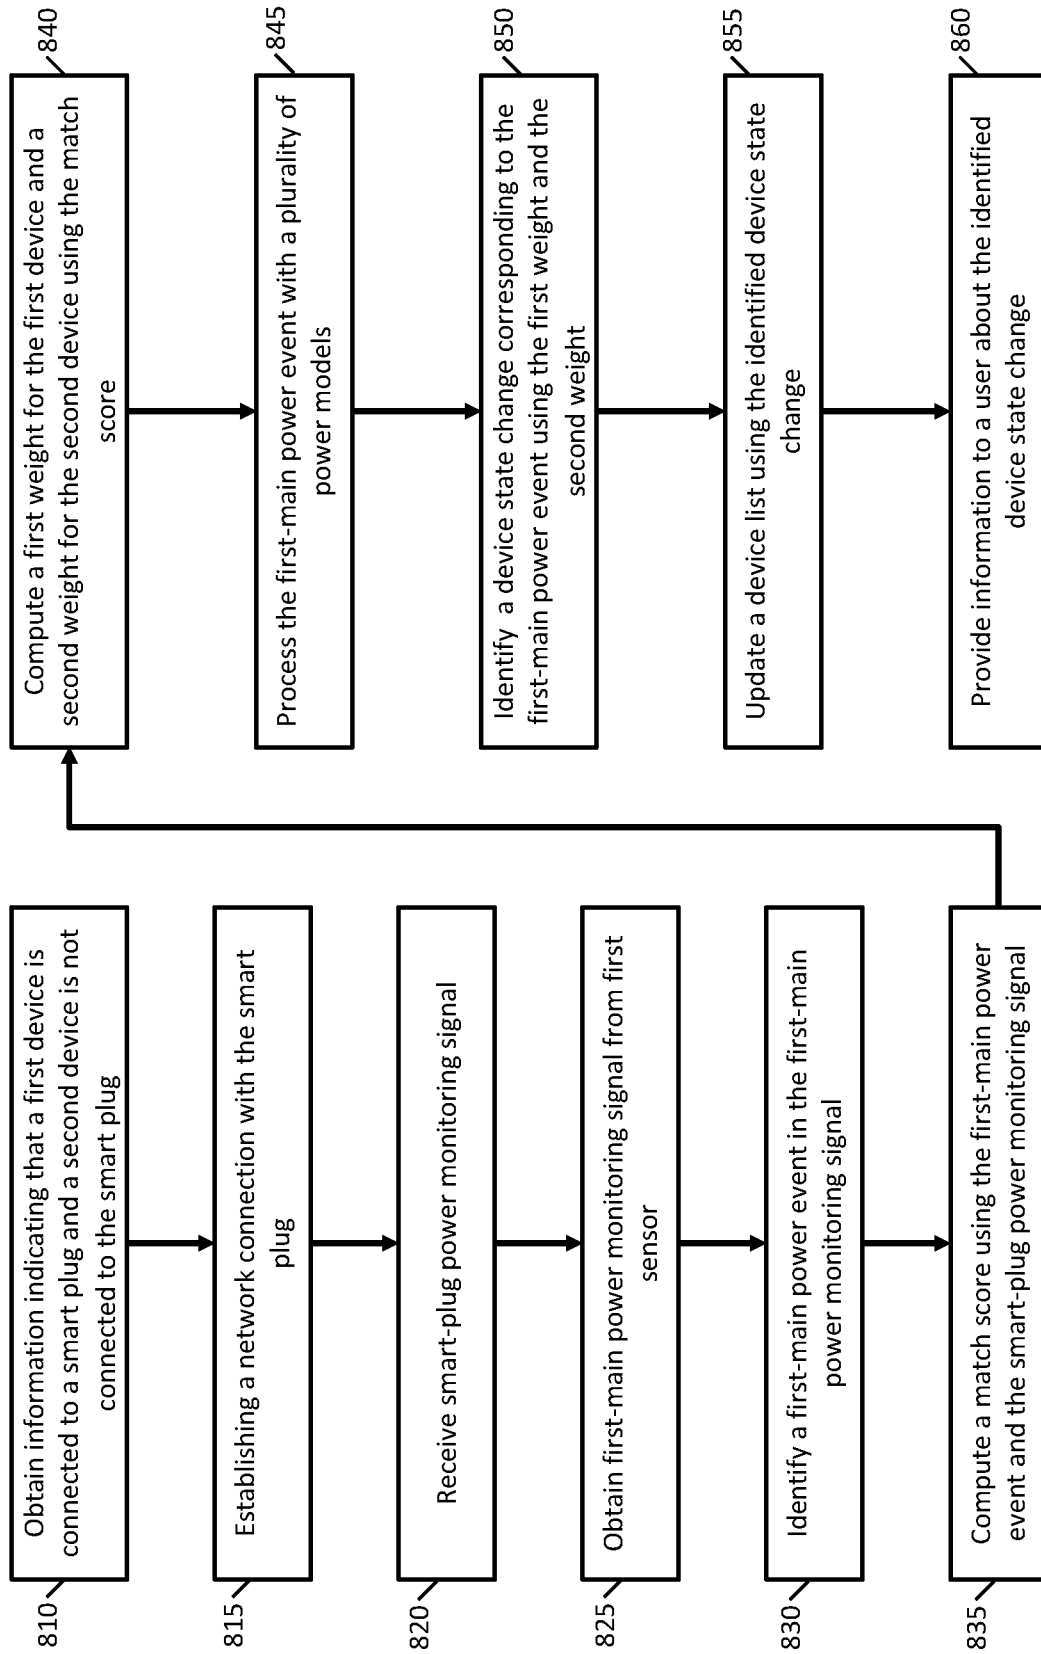 810
Obtain information indicating that a first device is
connected to a smart plug and a second device is not
connected to the smart plug
815
Establishing a network connection with the smart
plug
820
Receive smart-plug power monitoring signal
825
Obtain first-main power monitoring signal from first
sensor
830
Identify a first-main power event in the first-main
power monitoring signal
835
Compute a match score using the first-main power
event and the smart-plug power monitoring signal
840
Compute a first weight for the first device and a
second weight for the second device using the match
score
845
Process the first-main power event with a plurality of
power models
850
Identify a device state change corresponding to the
first-main power event using the first weight and the
second weight
855
Update a device list using the identified device state
change
860
Provide information to a user about the identified
device state change